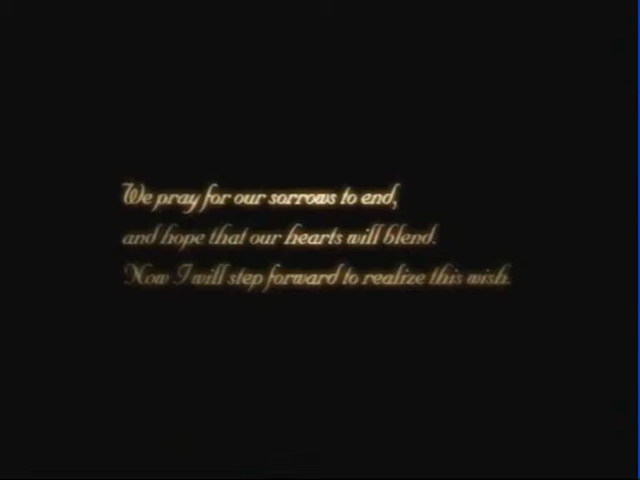 We pray for our sorrows to end,
and hope that our hearts will blend.
Now I will step forward to realize this wish.